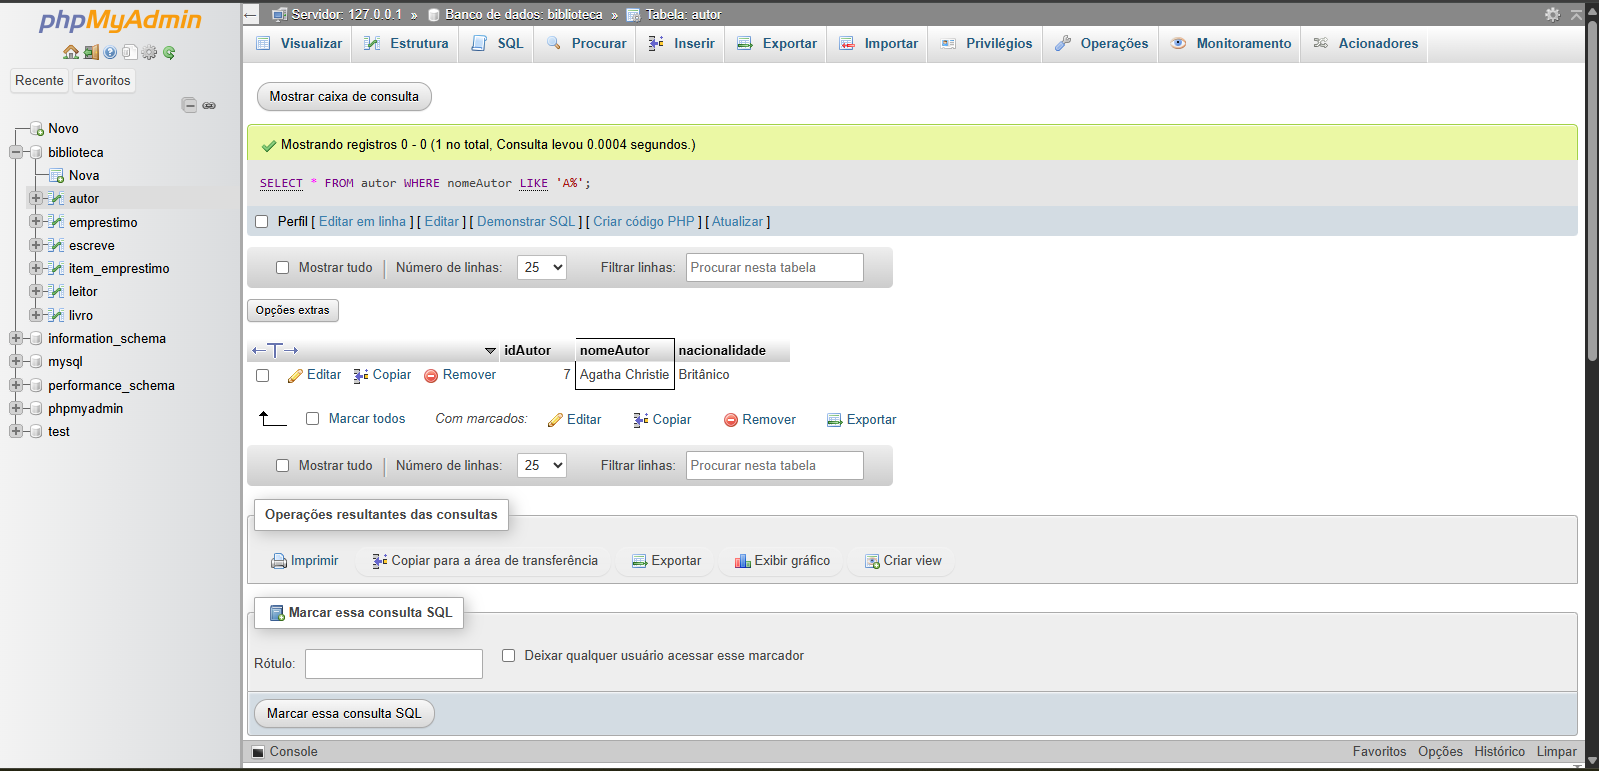 phpMyAdmin
Recente Favoritos
Novo
biblioteca
Nova
autor
emprestimo
escreve
item_emprestimo
leitor
livro
information_schema
mysql
performance_schema
phpmyadmin
test
Servidor: 127.0.0.1 » Banco de dados: biblioteca » Tabela: autor
Visualizar Estrutura SQL Procurar Inserir Exportar Importar Privilégios Operações Monitoramento Acionadores
Mostrar caixa de consulta
Mostrando registros 0 - 0 (1 no total, Consulta levou 0.0004 segundos.)
SELECT * FROM autor WHERE nomeAutor LIKE 'A%';
Perfil [ Editar em linha ] [ Editar ] [ Demonstrar SQL ] [ Criar código PHP ] [ Atualizar ]
Mostrar tudo Número de linhas: 25 Filtrar linhas: Procurar nesta tabela
Opções extras
idAutor nomeAutor nacionalidade
Editar Copiar Remover 7 Agatha Christie Britânico
Marcar todos Com marcados: Editar Copiar Remover Exportar
Mostrar tudo Número de linhas: 25 Filtrar linhas: Procurar nesta tabela
Operações resultantes das consultas
Imprimir Copiar para a área de transferência Exportar Exibir gráfico Criar view
Marcar essa consulta SQL
Rótulo: Deixar qualquer usuário acessar esse marcador
Marcar essa consulta SQL
Console Favoritos Opções Histórico Limpar